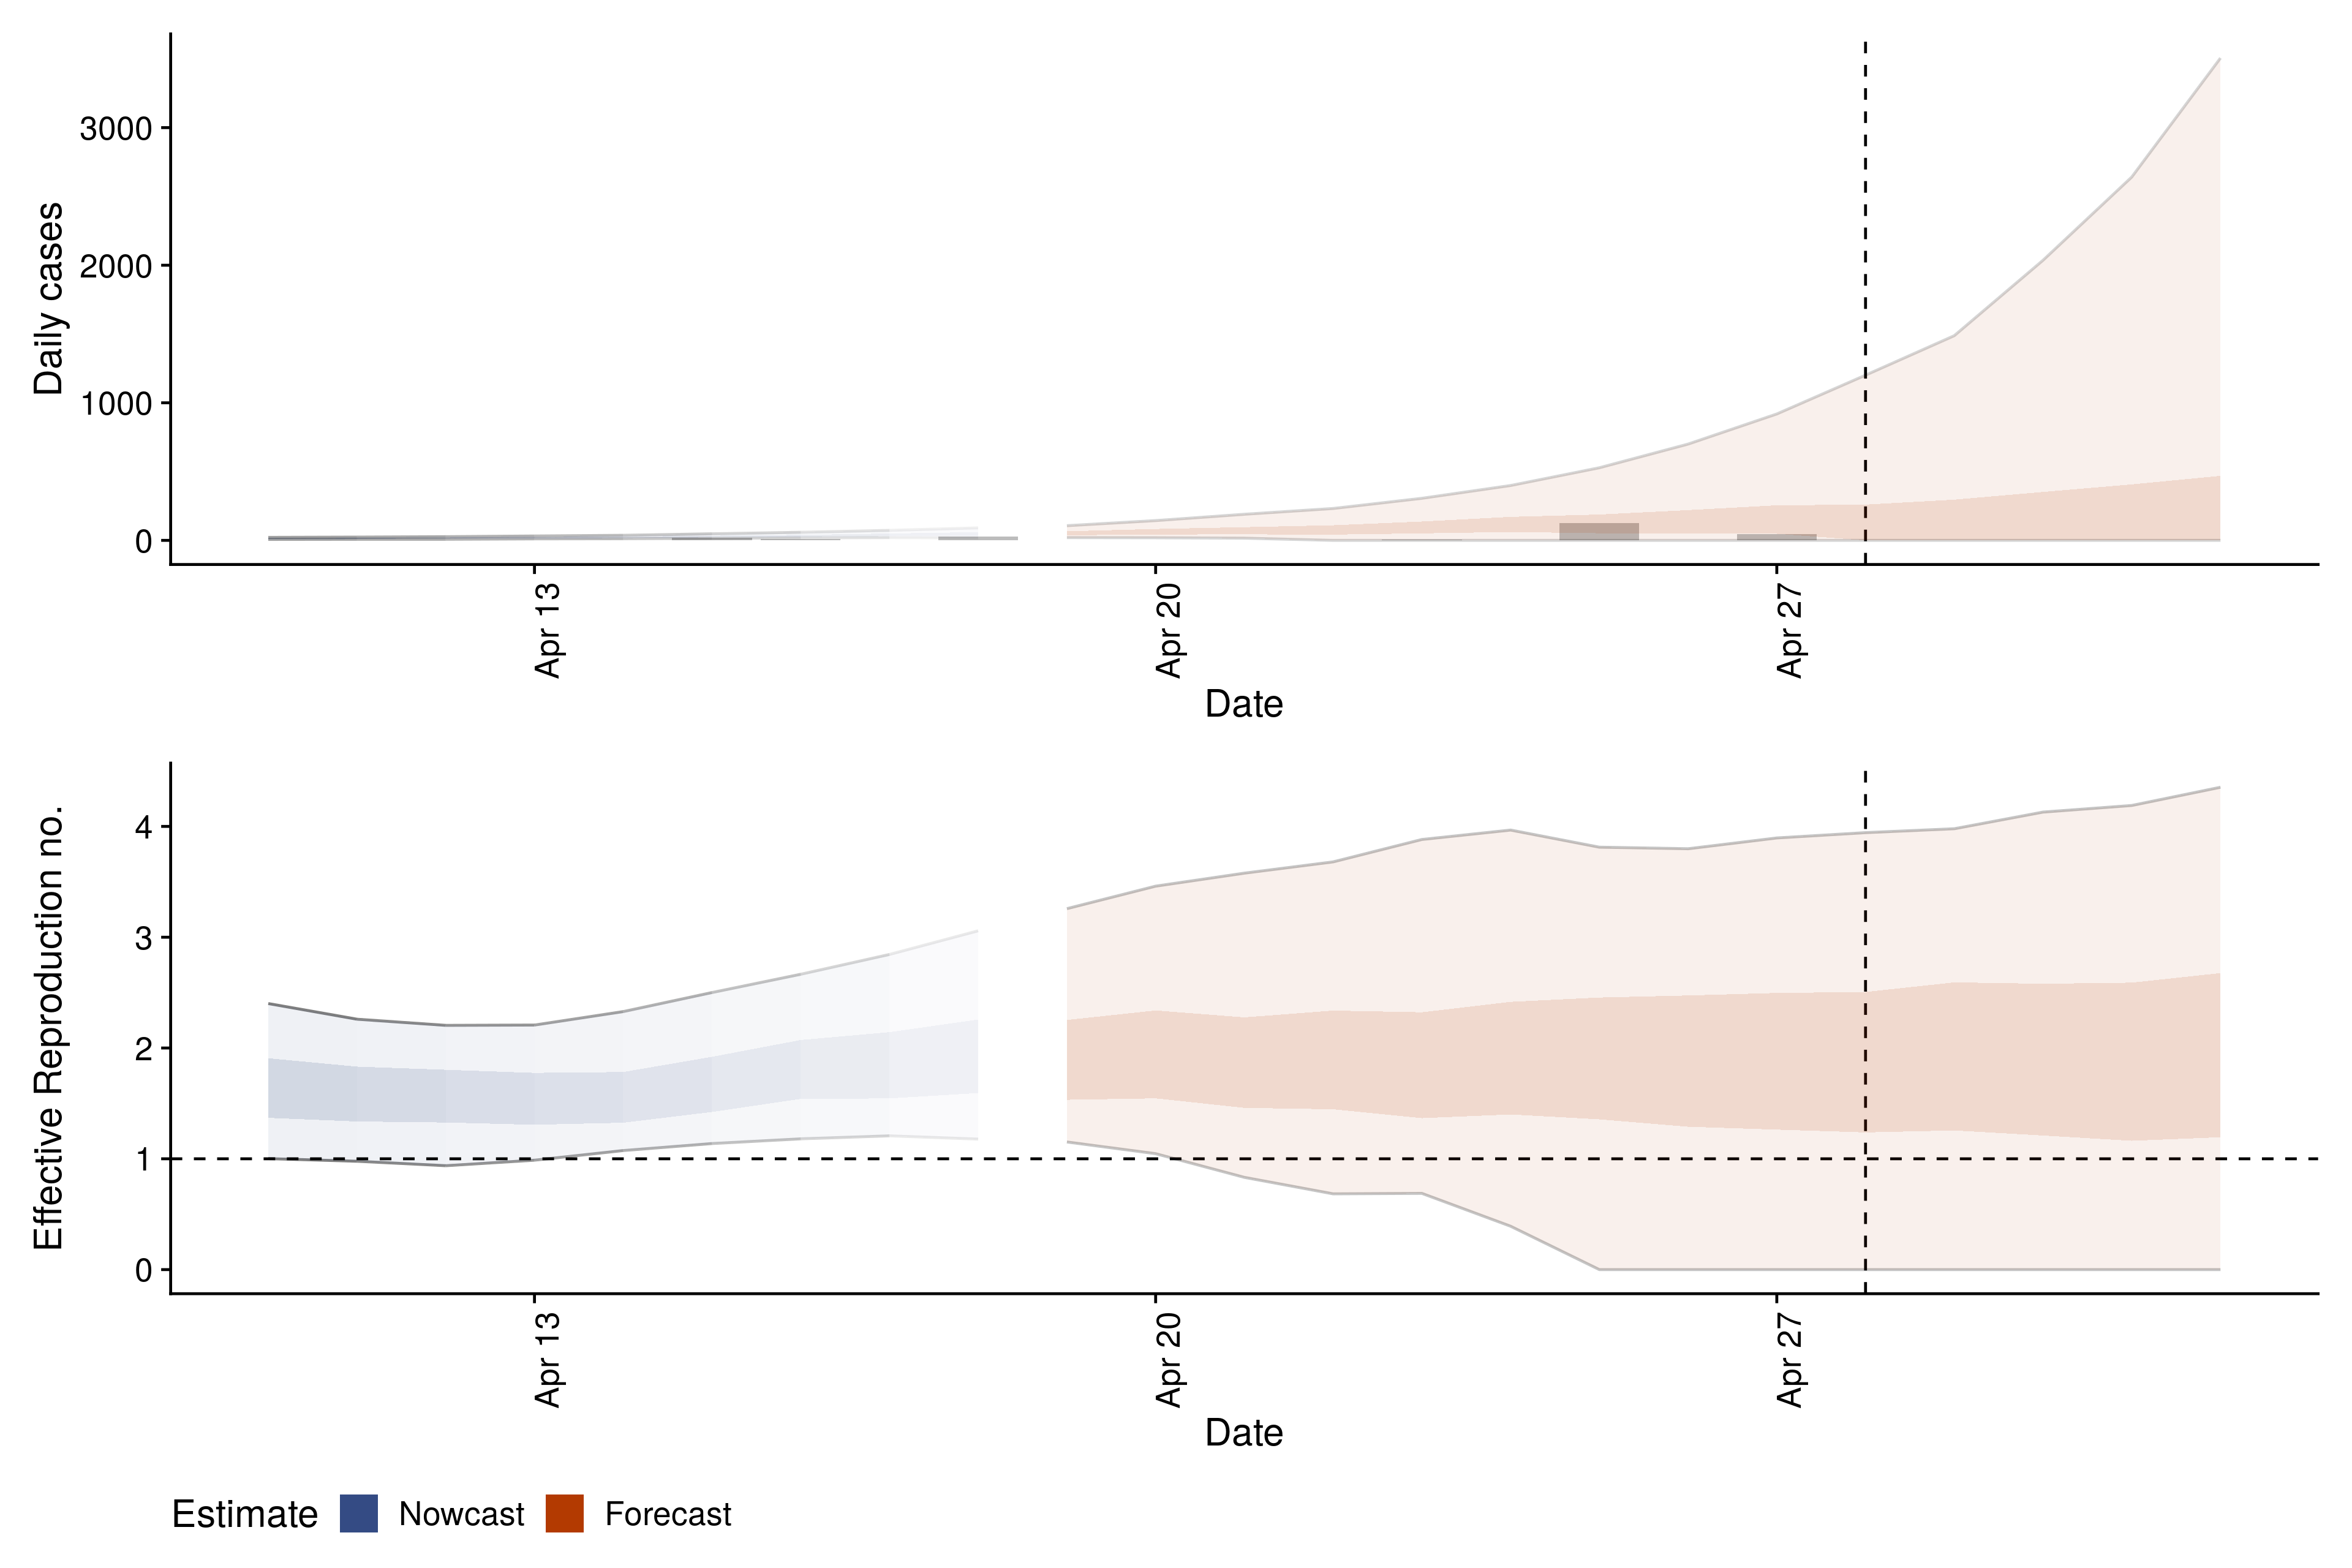 Daily cases
3000
2000
1000
0
Apr 13
Apr 20
Apr 27
Date
Effective Reproduction no.
4
3
2
1
0
Apr 13
Apr 20
Apr 27
Date
Estimate Nowcast Forecast